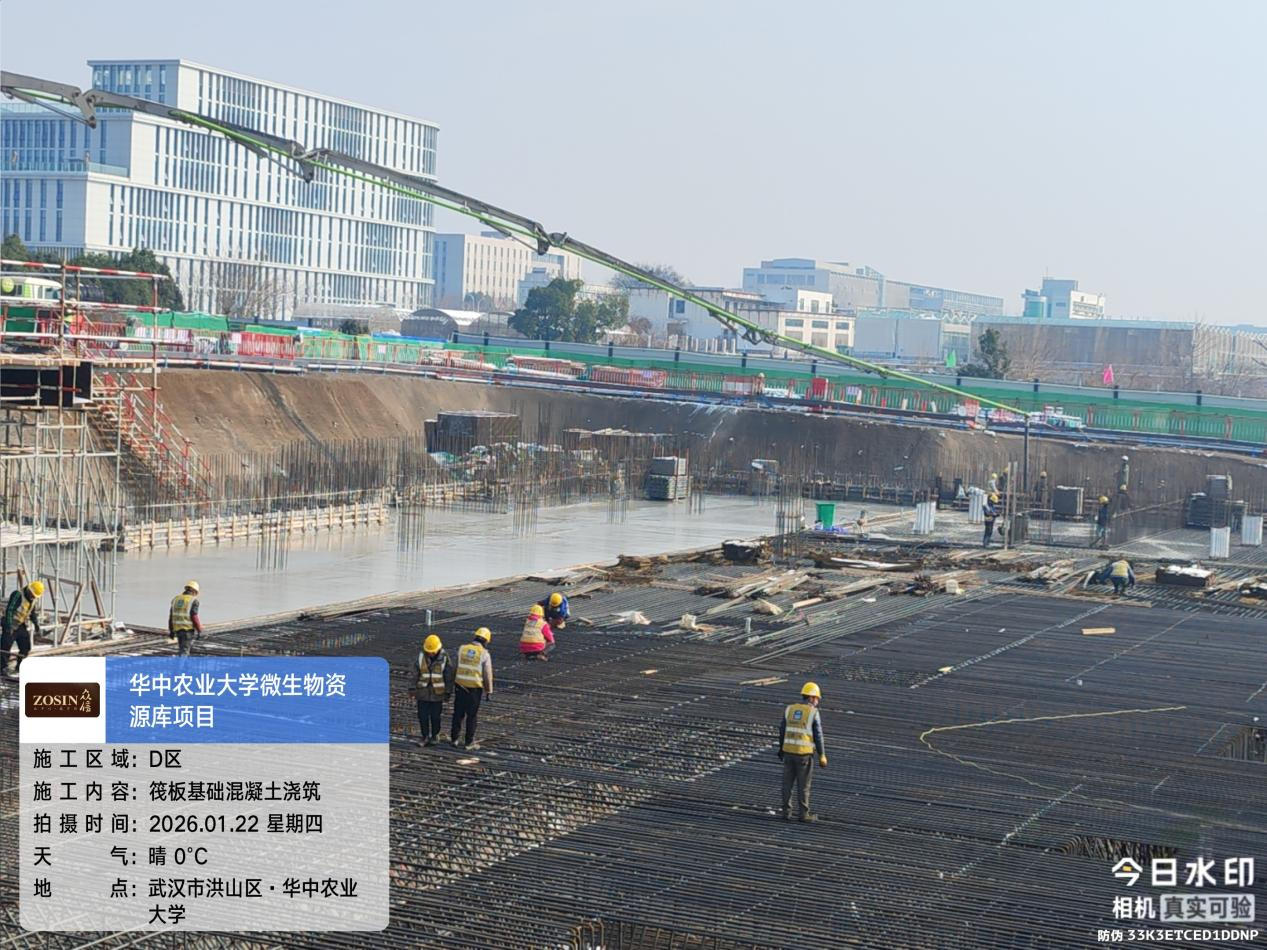 ZOSIN 众信
华中农业大学微生物资
源库项目
施工区域：D区
施工内容：筏板基础混凝土浇筑
拍摄时间：2026.01.22 星期四
天气：晴 0°C
地点：武汉市洪山区·华中农业
大学
今日水印
相机 真实可验
防伪 33K3ETCED1DDNP